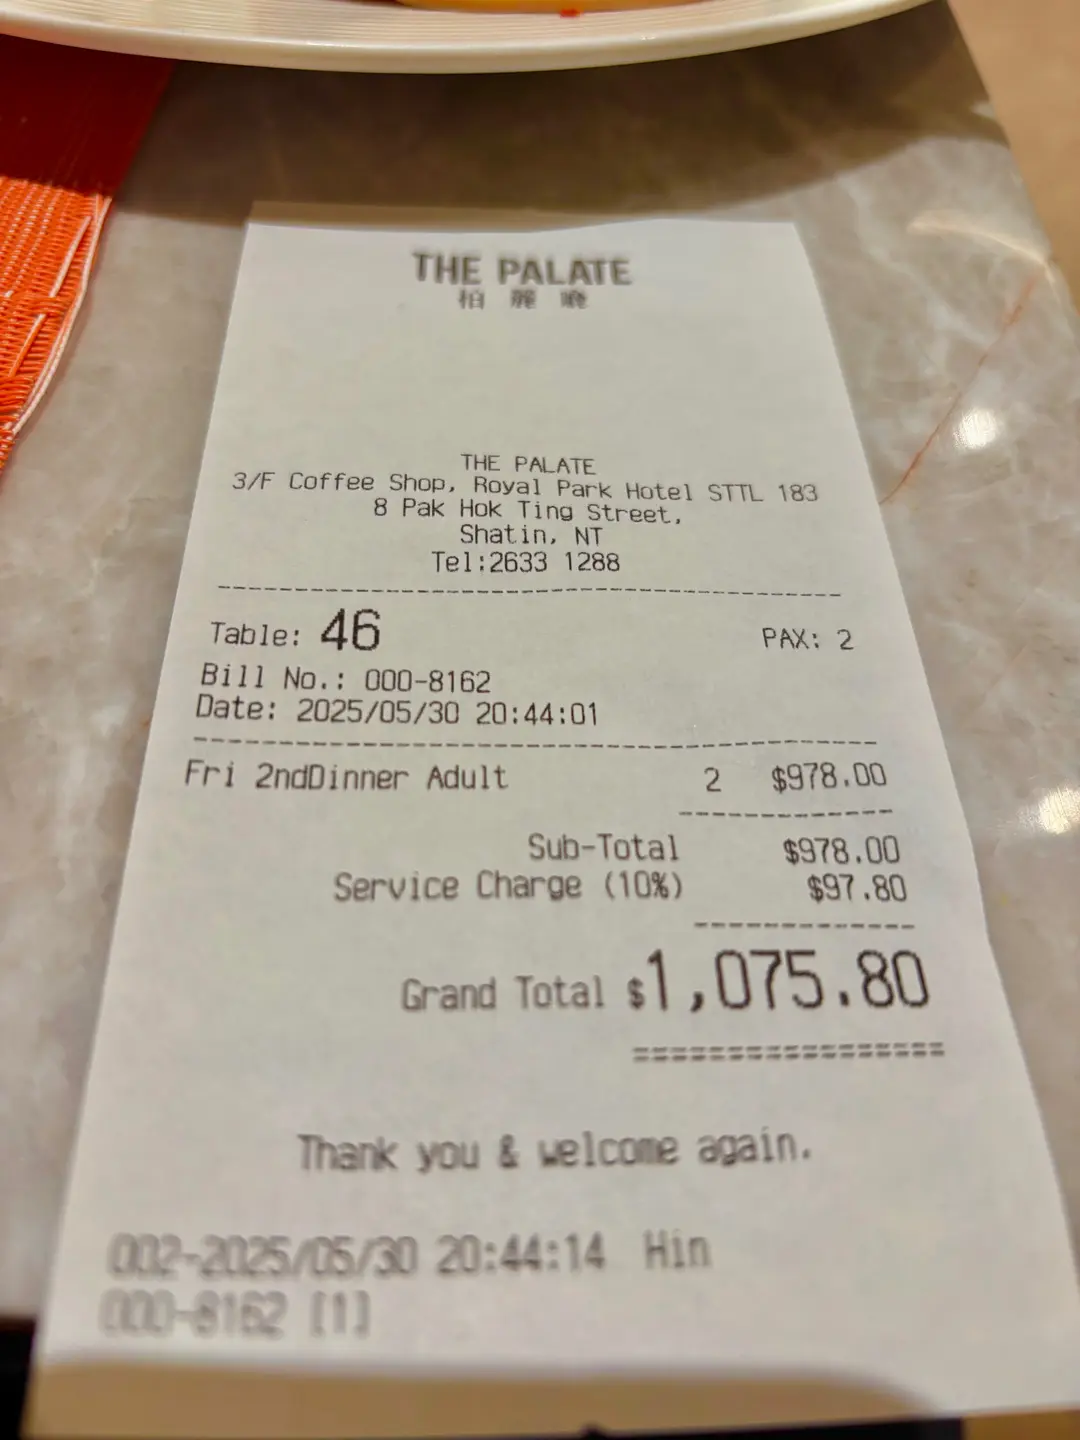 THE PALATE
柏麗廳
THE PALATE
3/F Coffee Shop, Royal Park Hotel STTL 183
8 Pak Hok Ting Street,
Shatin, NT
Tel:2633 1288
Table: 46 PAX: 2
Bill No.: 000-8162
Date: 2025/05/30 20:44:01
Fri 2ndDinner Adult 2 $978.00
Sub-Total $978.00
Service Charge (10%) $97.80
Grand Total $1,075.80
Thank you & welcome again.
002-2025/05/30 20:44:14 Hin
000-8162 [1]